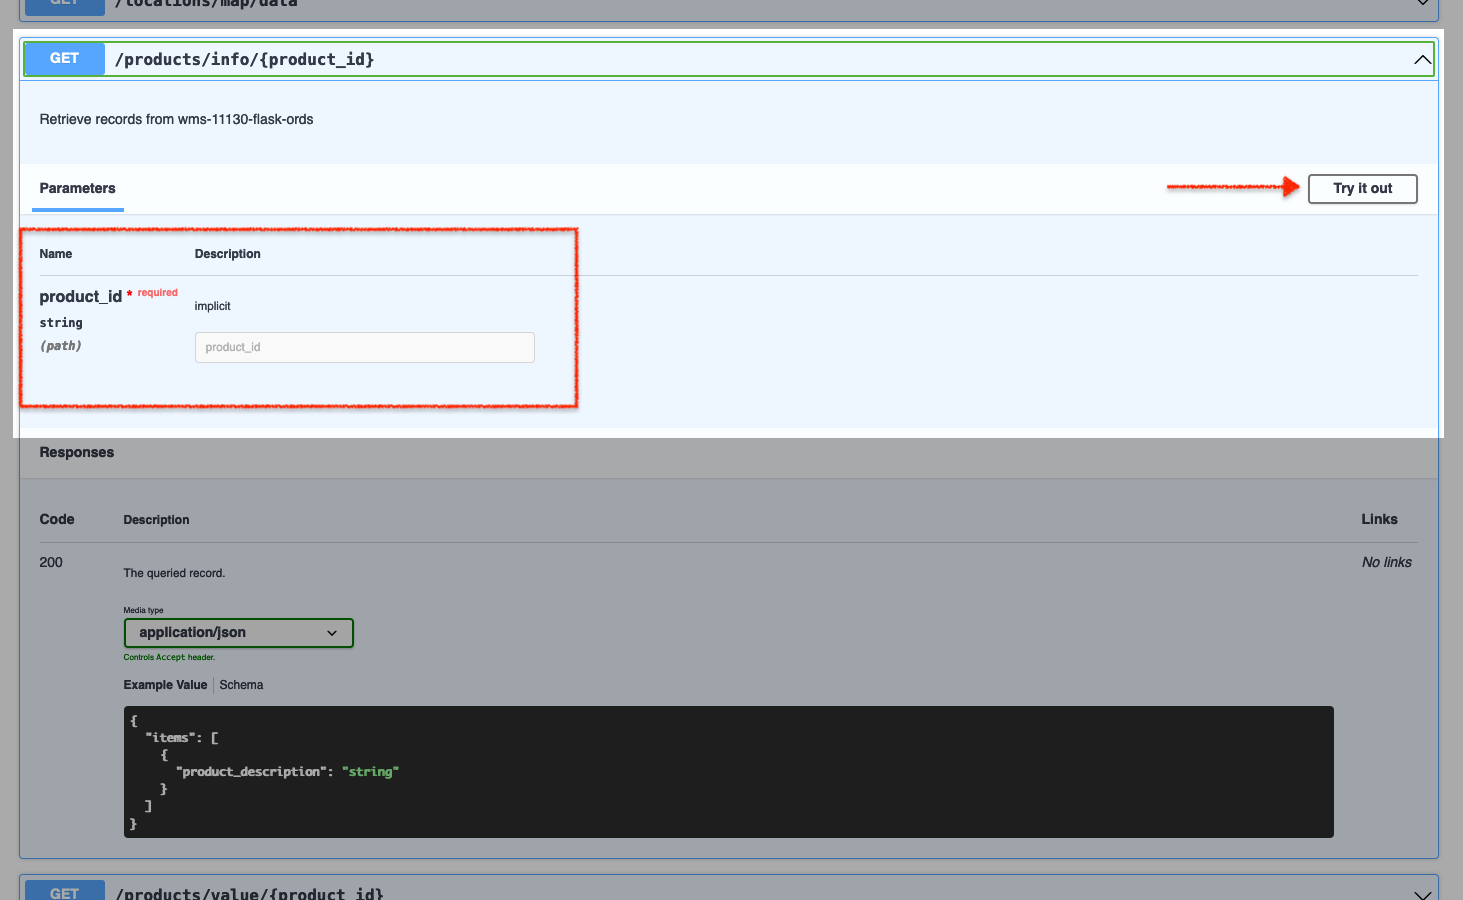 GET /locations/map/data
GET /products/info/{product_id}
Retrieve records from wms-11130-flask-ords
Parameters
Try it out
Name Description
product_id * required
implicit
string
(path)
product_id
Responses
Code Description Links
200 No links
The queried record.
Media type
application/json
Controls Accept header.
Example Value Schema
{
"items": [
{
"product_description": "string"
}
]
}
GET /products/value/{product_id}